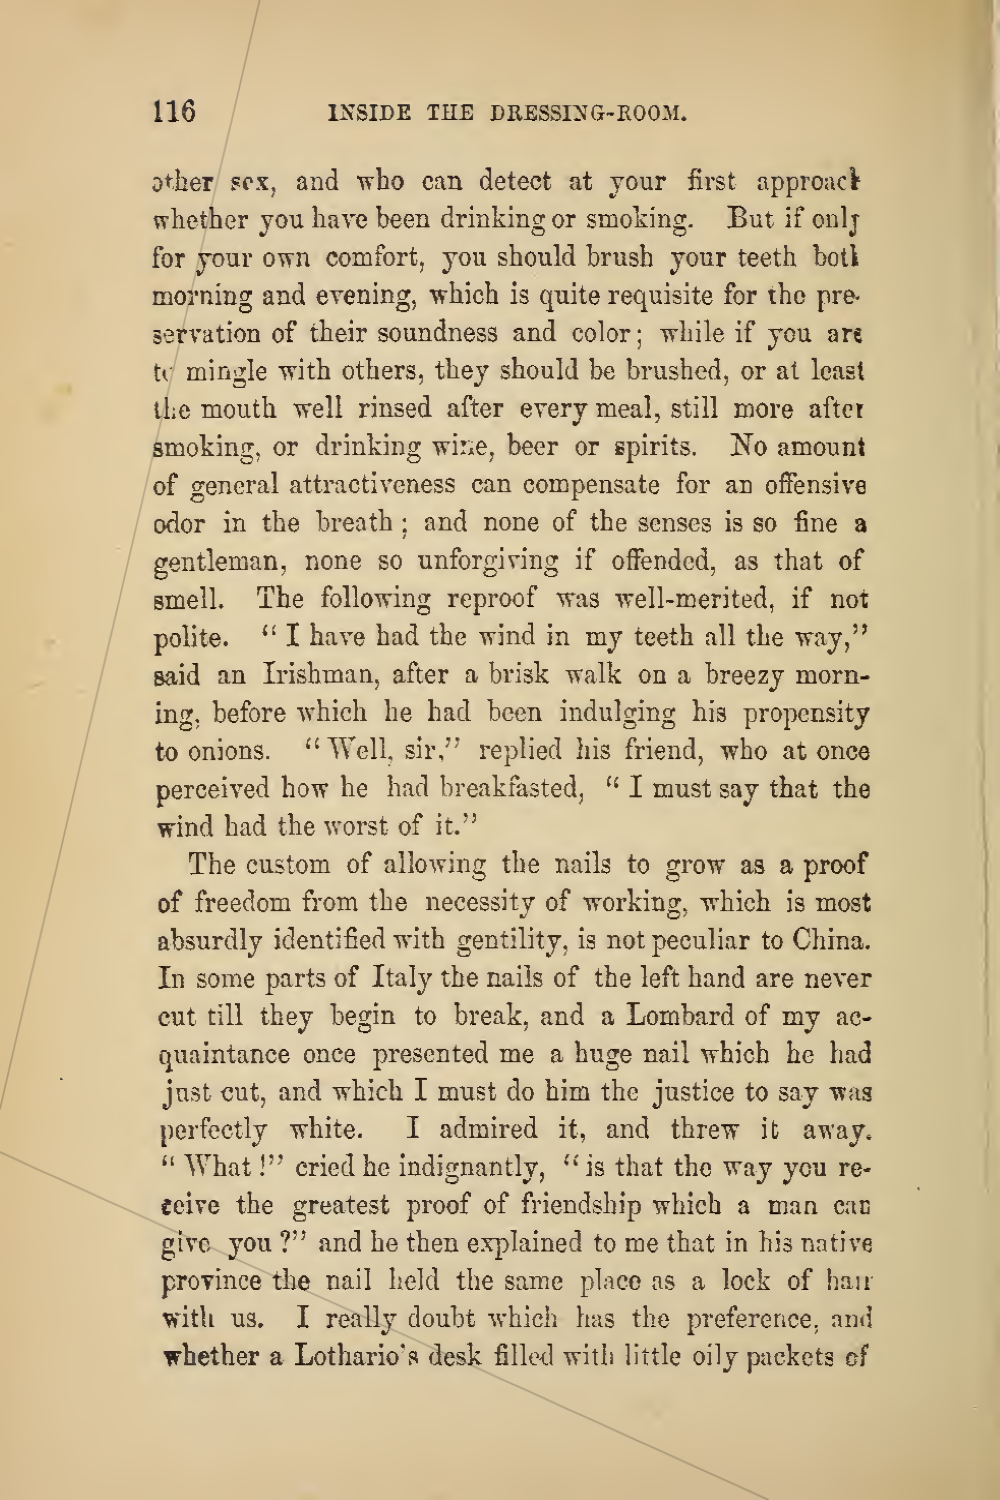 116 INSIDE THE DRESSING-ROOM.
other sex, and who can detect at your first approach
whether you have been drinking or smoking. But if only
for your own comfort, you should brush your teeth both
morning and evening, which is quite requisite for the pre-
servation of their soundness and color; while if you are
to mingle with others, they should be brushed, or at least
the mouth well rinsed after every meal, still more after
smoking, or drinking wine, beer or spirits. No amount
of general attractiveness can compensate for an offensive
odor in the breath; and none of the senses is so fine a
gentleman, none so unforgiving if offended, as that of
smell. The following reproof was well-merited, if not
polite. "I have had the wind in my teeth all the way,"
said an Irishman, after a brisk walk on a breezy morn-
ing, before which he had been indulging his propensity
to onions. "Well, sir," replied his friend, who at once
perceived how he had breakfasted, "I must say that the
wind had the worst of it."
The custom of allowing the nails to grow as a proof
of freedom from the necessity of working, which is most
absurdly identified with gentility, is not peculiar to China.
In some parts of Italy the nails of the left hand are never
cut till they begin to break, and a Lombard of my ac-
quaintance once presented me a huge nail which he had
just cut, and which I must do him the justice to say was
perfectly white. I admired it, and threw it away.
"What!" cried he indignantly, "is that the way you re-
ceive the greatest proof of friendship which a man can
give you?" and he then explained to me that in his native
province the nail held the same place as a lock of hair
with us. I really doubt which has the preference, and
whether a Lothario's desk filled with little oily packets of